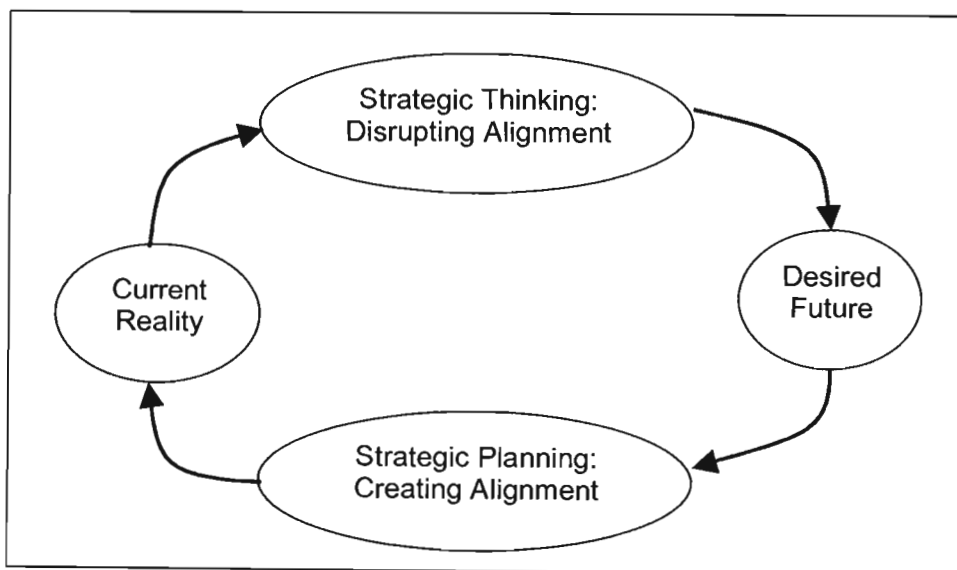 Strategic Thinking:
Disrupting Alignment
Current
Reality
Desired
Future
Strategic Planning:
Creating Alignment